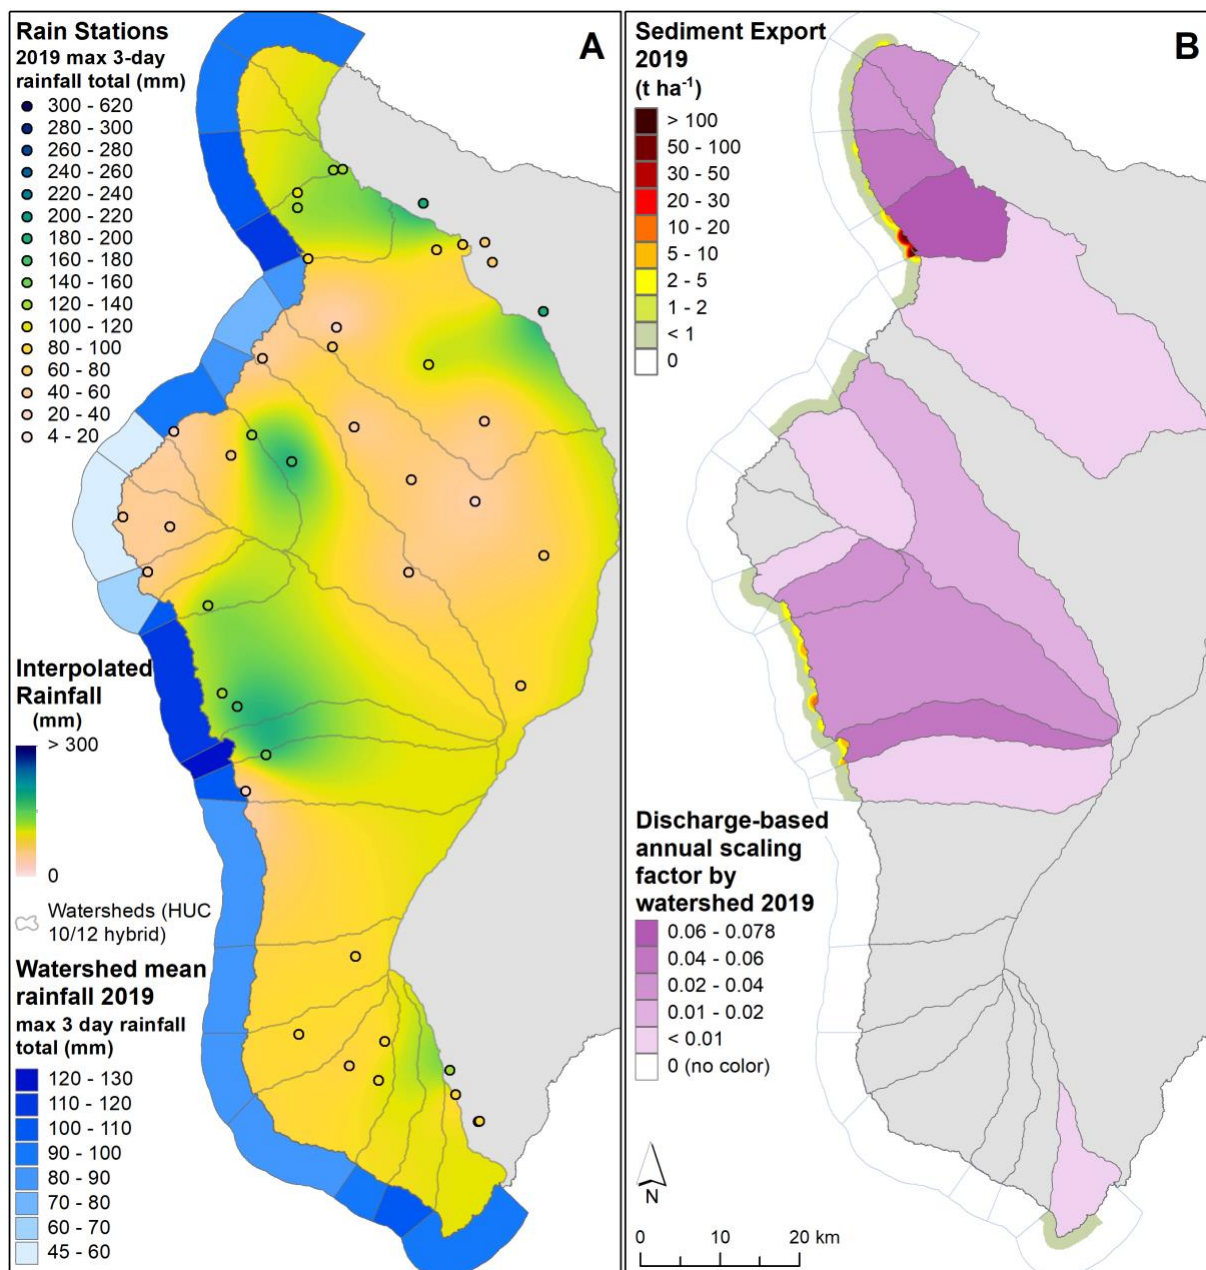 Rain Stations
2019 max 3-day
rainfall total (mm)
300 - 620
280 - 300
260 - 280
240 - 260
220 - 240
200 - 220
180 - 200
160 - 180
140 - 160
120 - 140
100 - 120
80 - 100
60 - 80
40 - 60
20 - 40
4 - 20
A
Interpolated
Rainfall
(mm)
> 300
0
Watersheds (HUC
10/12 hybrid)
Watershed mean
rainfall 2019
max 3 day rainfall
total (mm)
120 - 130
110 - 120
100 - 110
90 - 100
80 - 90
70 - 80
60 - 70
45 - 60
Sediment Export
2019
(t ha⁻¹)
> 100
50 - 100
30 - 50
20 - 30
10 - 20
5 - 10
2 - 5
1 - 2
< 1
0
B
Discharge-based
annual scaling
factor by
watershed 2019
0.06 - 0.078
0.04 - 0.06
0.02 - 0.04
0.01 - 0.02
< 0.01
0 (no color)
N
0 10 20 km